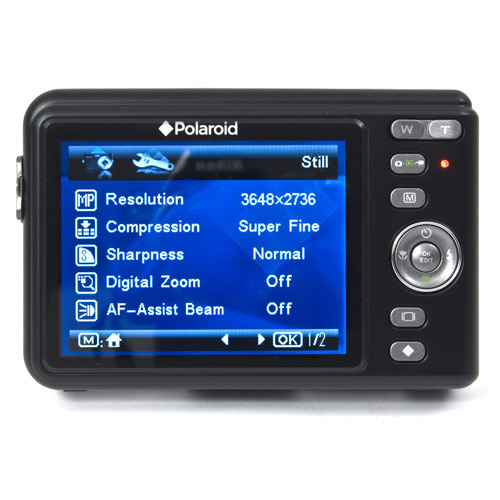 Polaroid
W T
Still
MP Resolution 3648x2736
Compression Super Fine
Sharpness Normal
Digital Zoom Off
AF-Assist Beam Off
M : OK 1/2
M
OK
EDIT